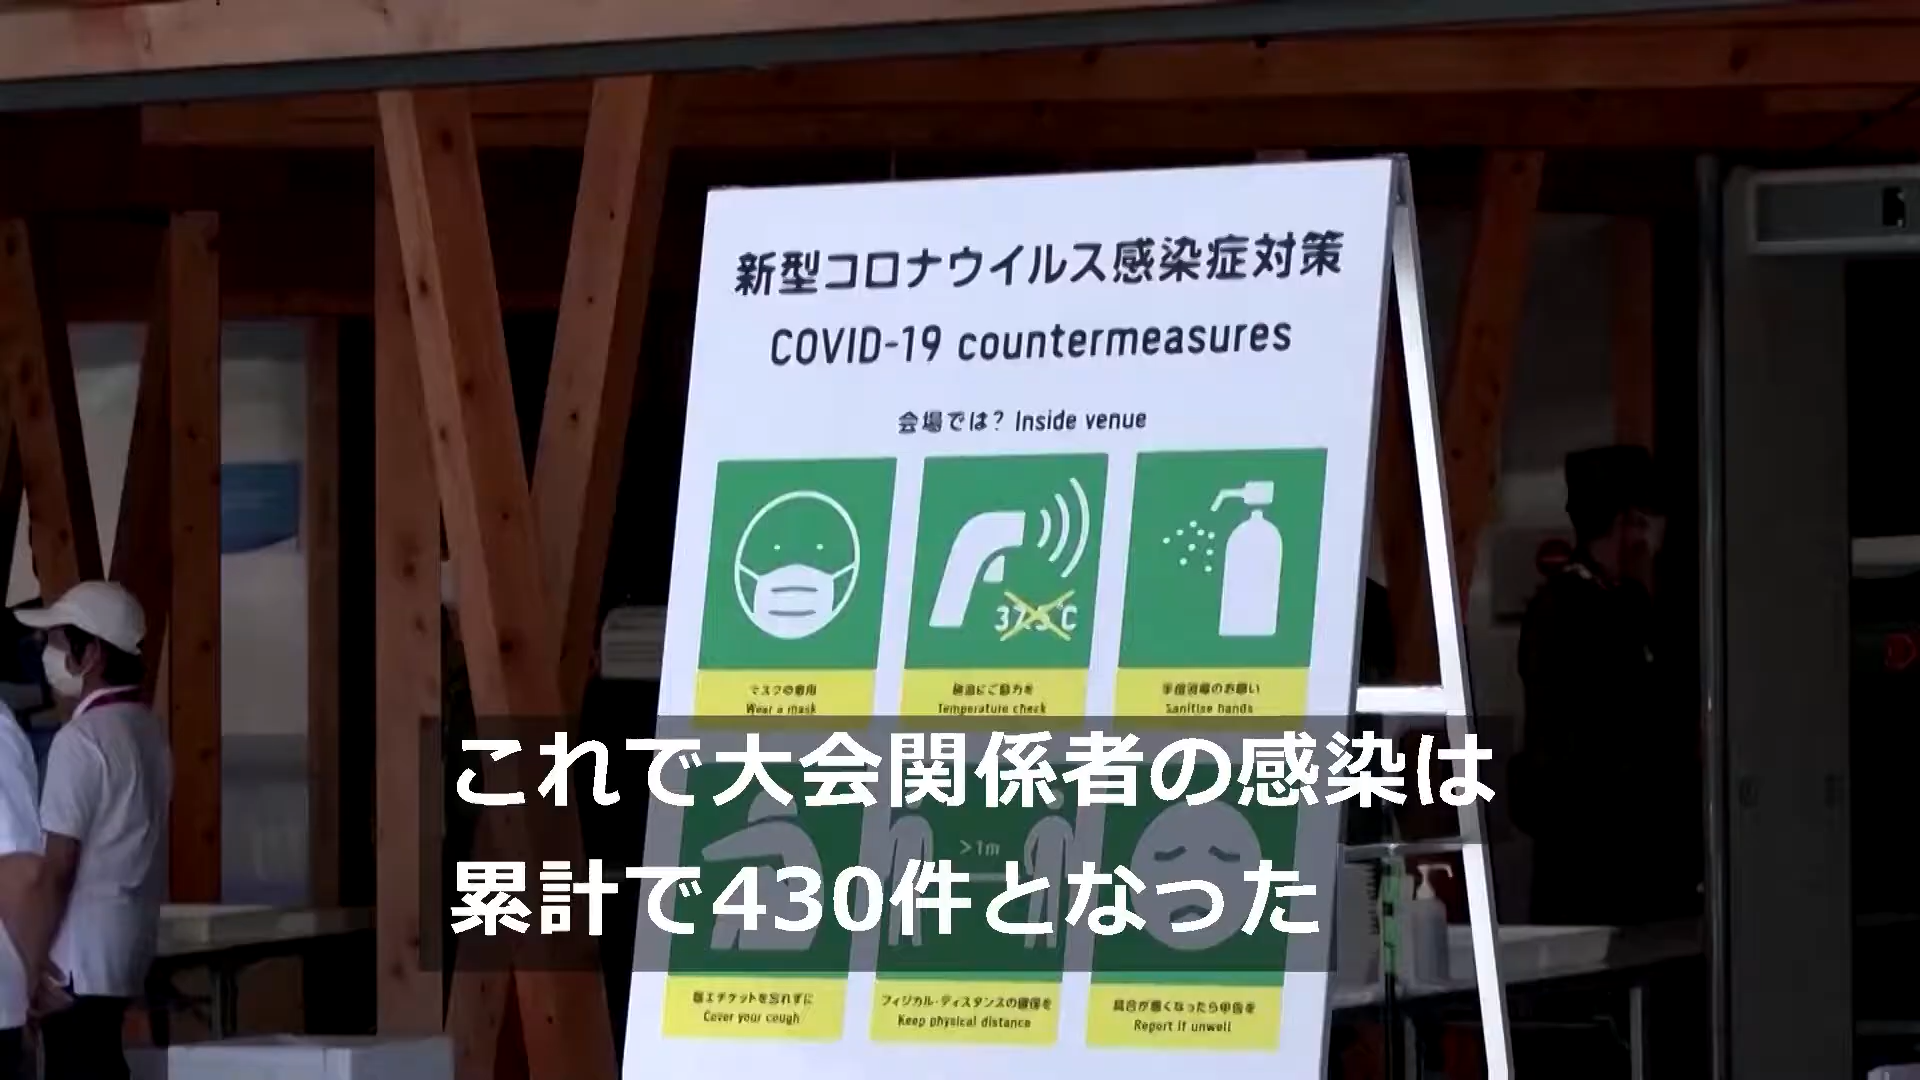 新型コロナウイルス感染症対策
COVID-19 countermeasures
会場では? Inside venue
37.5℃
マスクの着用
Wear a mask
検温にご協力を
Temperature check
手指消毒のお願い
Sanitise hands
これで大会関係者の感染は
>1m
累計で430件となった
咳エチケットを忘れずに
Cover your cough
フィジカル・ディスタンスの確保を
Keep physical distance
具合が悪くなったら申告を
Report if unwell